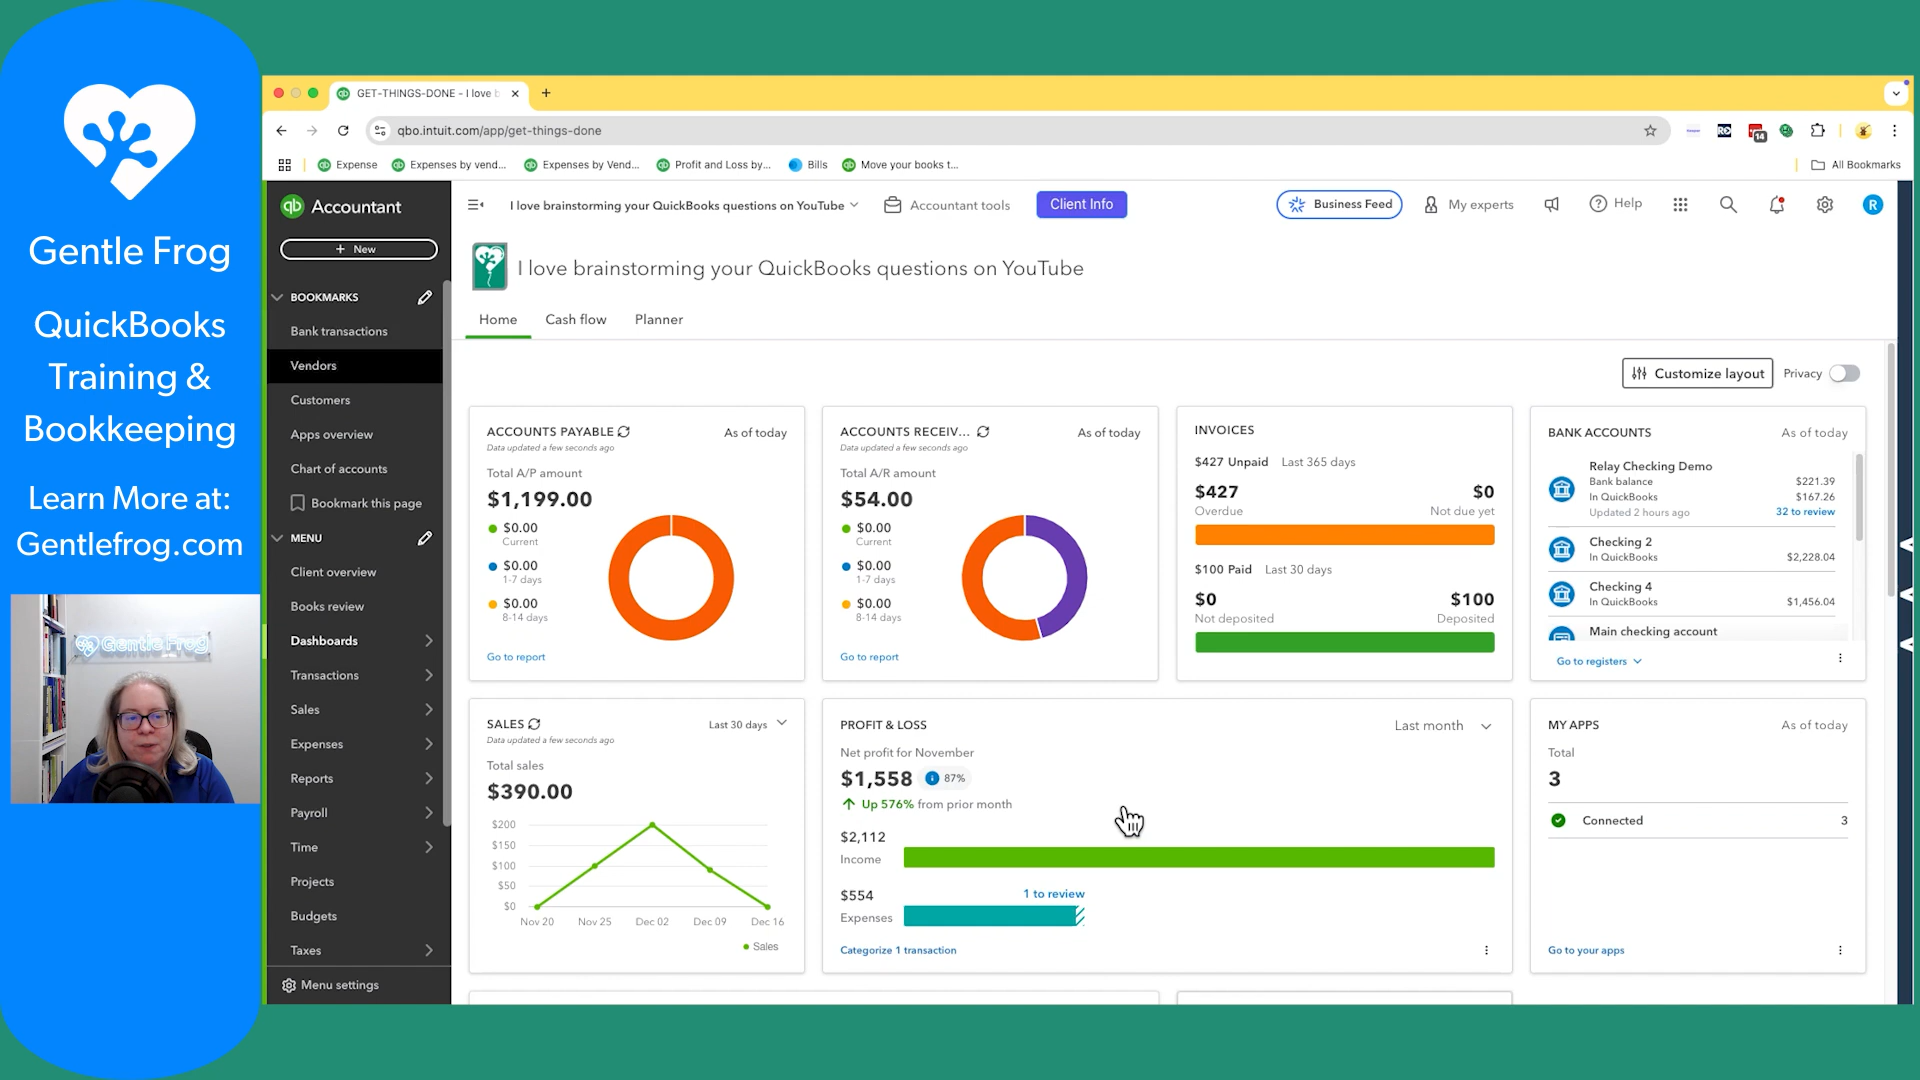 Gentle Frog
QuickBooks
Training &
Bookkeeping
Learn More at:
Gentlefrog.com
Gentle Frog
GET-THINGS-DONE - I love b
qbo.intuit.com/app/get-things-done
14
Expense
Expenses by vend...
Expenses by Vend...
Profit and Loss by...
Bills
Move your books t...
All Bookmarks
qb Accountant
+ New
BOOKMARKS
Bank transactions
Vendors
Customers
Apps overview
Chart of accounts
Bookmark this page
MENU
Client overview
Books review
Dashboards
Transactions
Sales
Expenses
Reports
Payroll
Time
Projects
Budgets
Taxes
Menu settings
I love brainstorming your QuickBooks questions on YouTube
Accountant tools
Client Info
Business Feed
My experts
Help
R
I love brainstorming your QuickBooks questions on YouTube
Home
Cash flow
Planner
Customize layout
Privacy
ACCOUNTS PAYABLE
As of today
Data updated a few seconds ago
Total A/P amount
$1,199.00
$0.00
Current
$0.00
1-7 days
$0.00
8-14 days
Go to report
ACCOUNTS RECEIV...
As of today
Data updated a few seconds ago
Total A/R amount
$54.00
$0.00
Current
$0.00
1-7 days
$0.00
8-14 days
Go to report
INVOICES
$427 Unpaid Last 365 days
$427 $0
Overdue Not due yet
$100 Paid Last 30 days
$0 $100
Not deposited Deposited
BANK ACCOUNTS
As of today
Relay Checking Demo
Bank balance $221.39
In QuickBooks $167.26
Updated 2 hours ago 32 to review
Checking 2
In QuickBooks $2,228.04
Checking 4
In QuickBooks $1,456.04
Main checking account
Go to registers
SALES
Last 30 days
Data updated a few seconds ago
Total sales
$390.00
$200
$150
$100
$50
$0
Nov 20 Nov 25 Dec 02 Dec 09 Dec 16
Sales
PROFIT & LOSS
Last month
Net profit for November
$1,558 87%
Up 576% from prior month
$2,112
Income
$554 1 to review
Expenses
Categorize 1 transaction
MY APPS
As of today
Total
3
Connected 3
Go to your apps